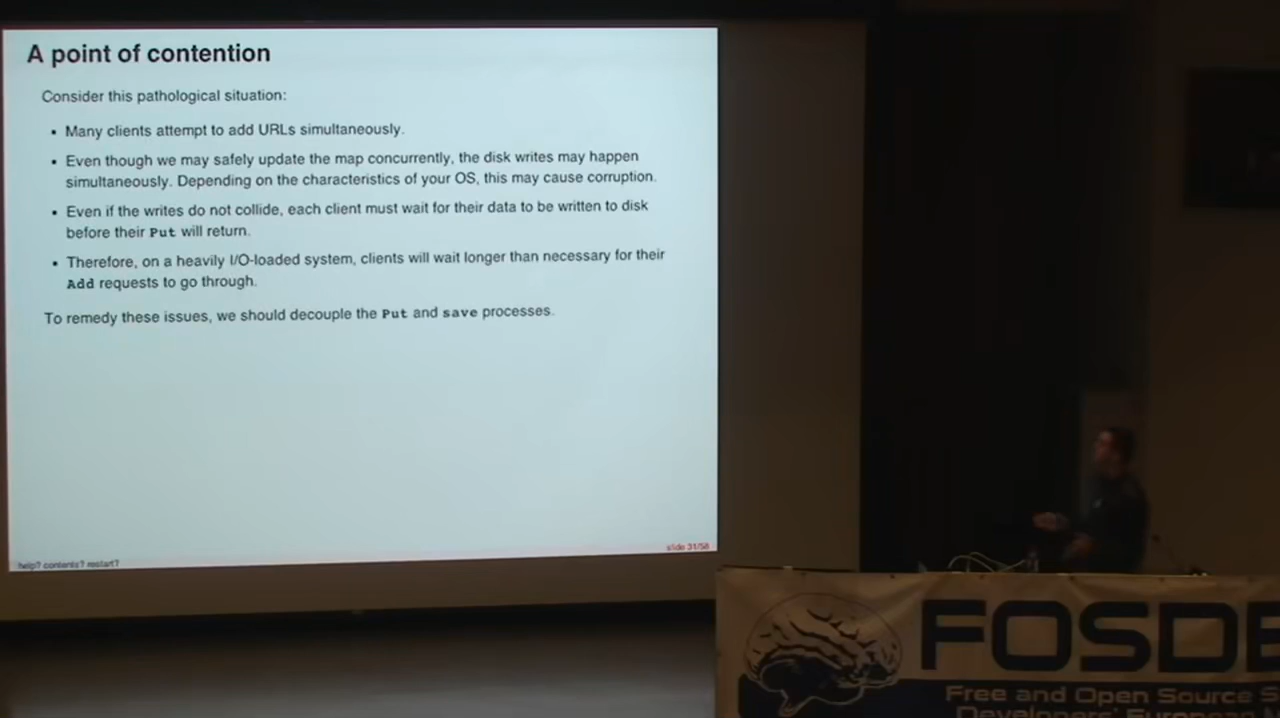 A point of contention
Consider this pathological situation:
• Many clients attempt to add URLs simultaneously.
• Even though we may safely update the map concurrently, the disk writes may happen
simultaneously. Depending on the characteristics of your OS, this may cause corruption.
• Even if the writes do not collide, each client must wait for their data to be written to disk
before their Put will return.
• Therefore, on a heavily I/O-loaded system, clients will wait longer than necessary for their
Add requests to go through.
To remedy these issues, we should decouple the Put and save processes.
slide 31/58
help? contents? restart?
FOSDE
Free and Open Source S
Developers' European